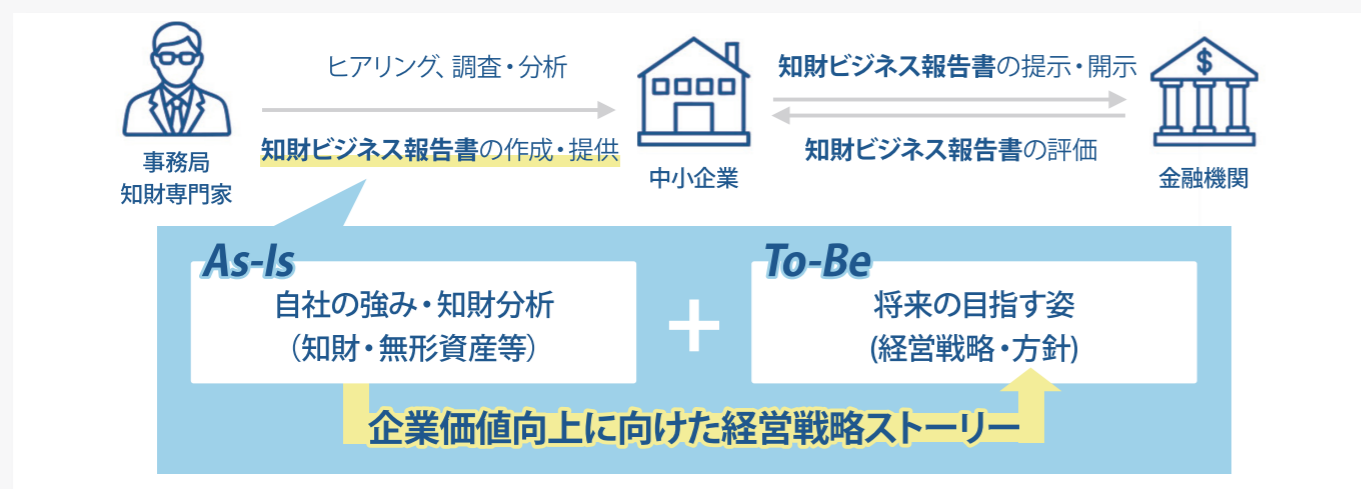 ヒアリング、調査・分析
知財ビジネス報告書の作成・提供
事務局
知財専門家
中小企業
知財ビジネス報告書の提示・開示
知財ビジネス報告書の評価
$
金融機関
As-Is
自社の強み・知財分析
（知財・無形資産等）
+
To-Be
将来の目指す姿
(経営戦略・方針)
企業価値向上に向けた経営戦略ストーリー